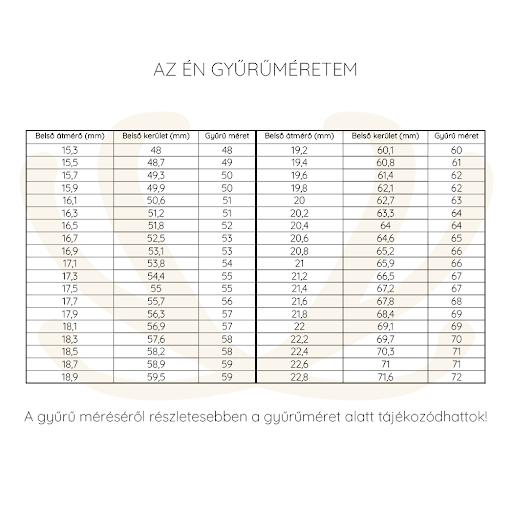 AZ ÉN GYŰRŰMÉRETEM
Belső átmérő (mm) Belső kerület (mm) Gyűrű méret Belső átmérő (mm) Belső kerület (mm) Gyűrű méret
15,3 48 48 19,2 60,1 60
15,5 48,7 49 19,4 60,8 61
15,7 49,3 50 19,6 61,4 62
15,9 49,9 50 19,8 62,1 62
16,1 50,6 51 20 62,7 63
16,3 51,2 51 20,2 63,3 64
16,5 51,8 52 20,4 64 64
16,7 52,5 53 20,6 64,6 65
16,9 53,1 53 20,8 65,2 66
17,1 53,8 54 21 65,9 66
17,3 54,4 55 21,2 66,5 67
17,5 55 55 21,4 67,2 67
17,7 55,7 56 21,6 67,8 68
17,9 56,3 57 21,8 68,4 69
18,1 56,9 57 22 69,1 69
18,3 57,6 58 22,2 69,7 70
18,5 58,2 58 22,4 70,3 71
18,7 58,9 59 22,6 71 71
18,9 59,5 59 22,8 71,6 72
A gyűrű méréséről részletesebben a gyűrűméret alatt tájékozódhattok!